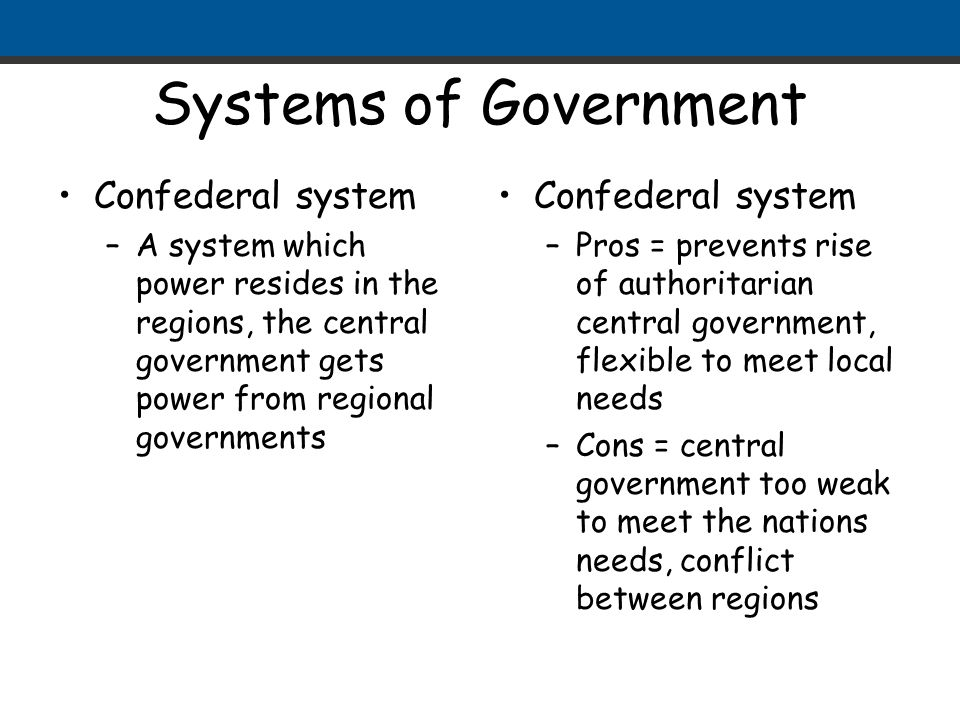 Systems of Government
• Confederal system
– A system which
power resides in the
regions, the central
government gets
power from regional
governments
• Confederal system
– Pros = prevents rise
of authoritarian
central government,
flexible to meet local
needs
– Cons = central
government too weak
to meet the nations
needs, conflict
between regions